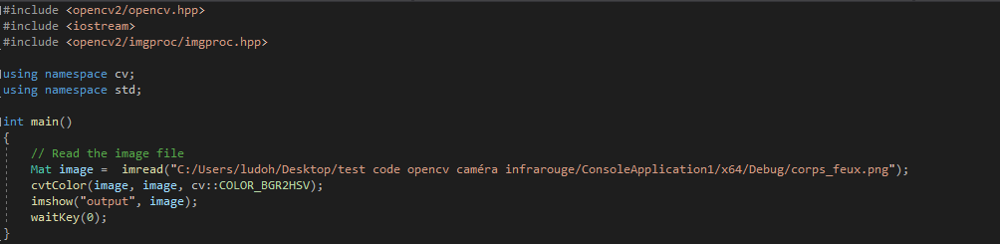 #include <opencv2/opencv.hpp>
#include <iostream>
#include <opencv2/imgproc/imgproc.hpp>
using namespace cv;
using namespace std;
int main()
{
// Read the image file
Mat image =  imread("C:/Users/ludoh/Desktop/test code opencv caméra infrarouge/ConsoleApplication1/x64/Debug/corps_feux.png");
cvtColor(image, image, cv::COLOR_BGR2HSV);
imshow("output", image);
waitKey(0);
}